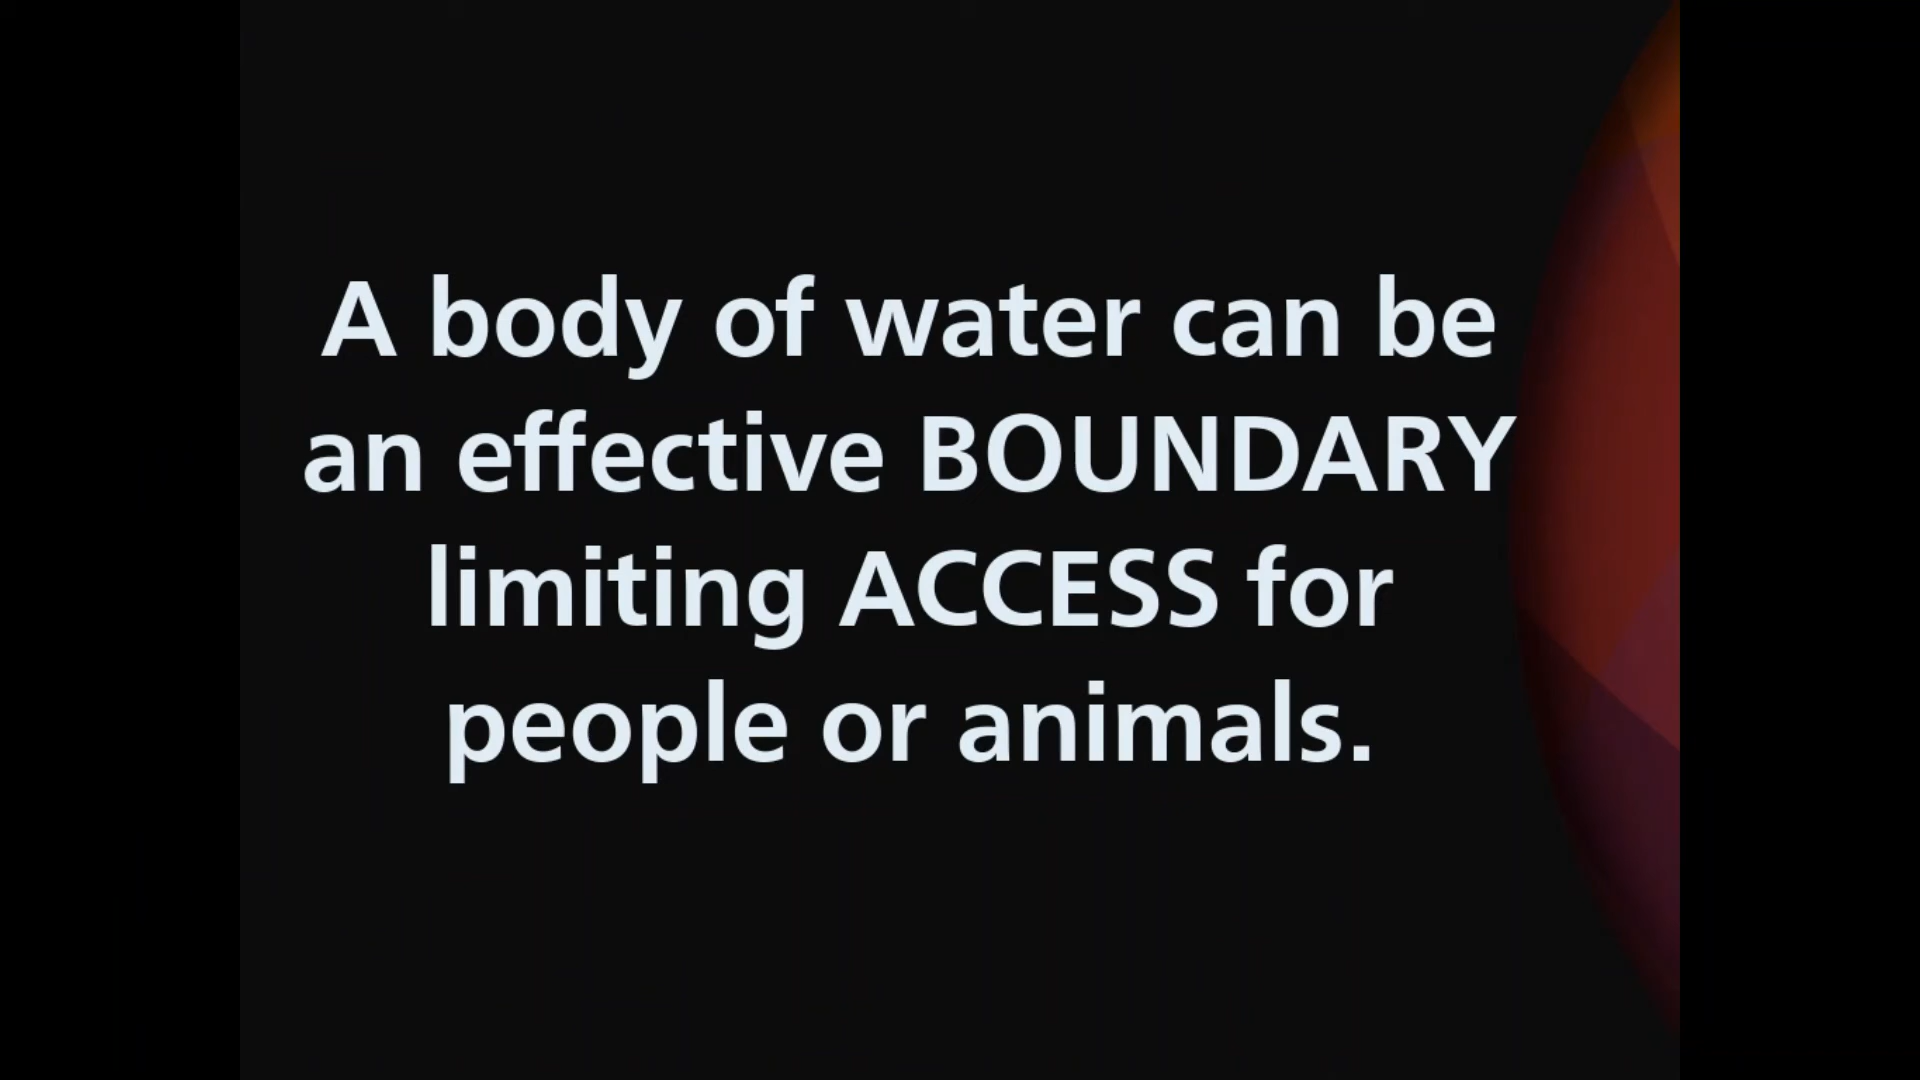 A body of water can be
an effective BOUNDARY
limiting ACCESS for
people or animals.